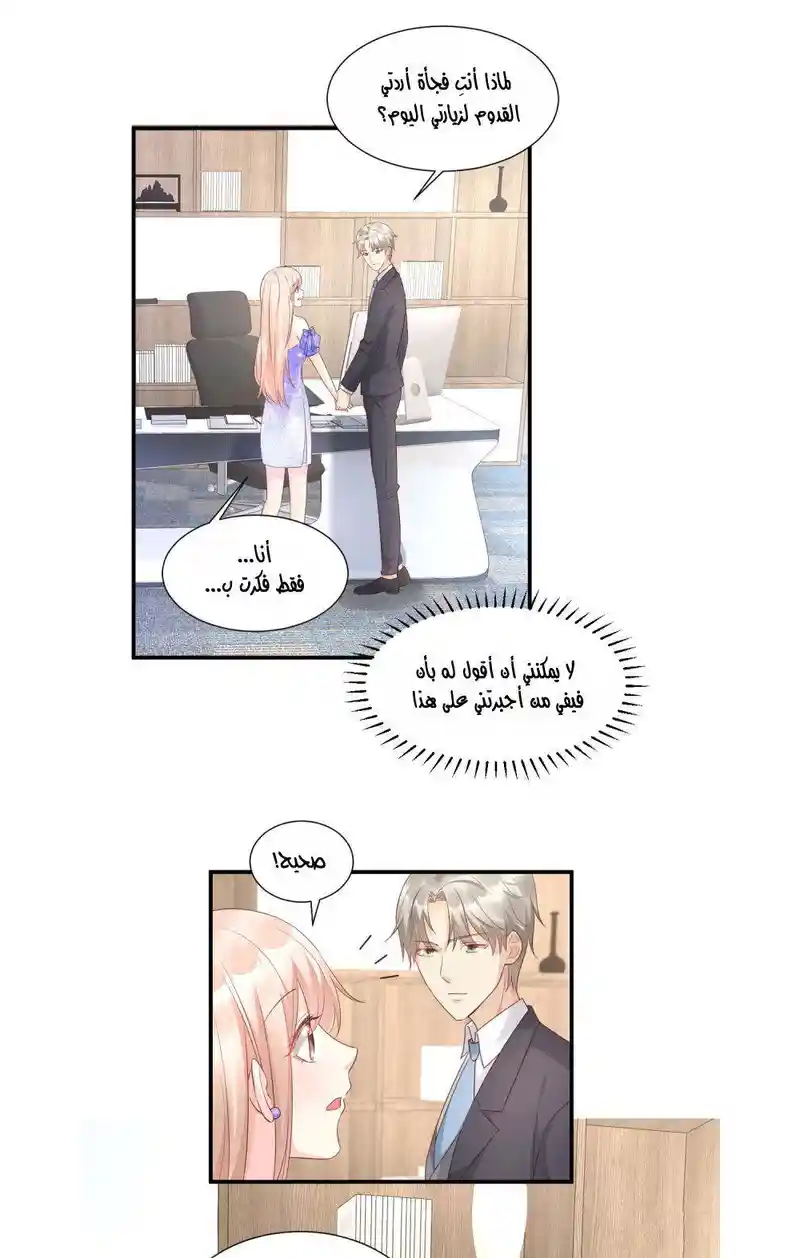 لماذا أنتِ فجأة أردتي
القدوم لزيارتي اليوم؟
أنا...
فقط فكرت ب...
لا يمكنني أن أقول له بأن
فيفي من أجبرتني على هذا
صحيح!